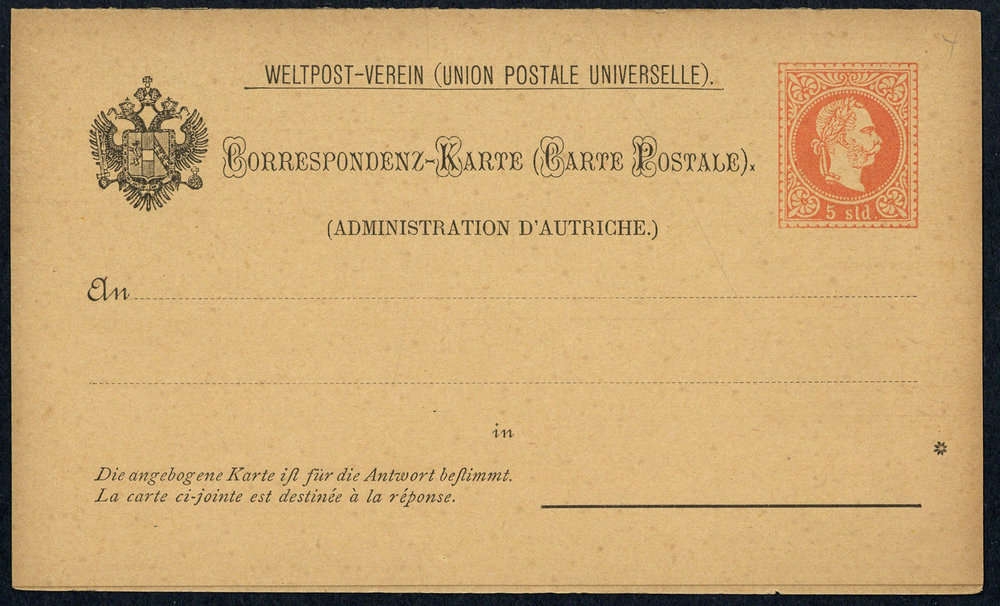 WELTPOST-VEREIN (UNION POSTALE UNIVERSELLE).
CORRESPONDENZ-KARTE (CARTE POSTALE).
(ADMINISTRATION D'AUTRICHE.)
5 sld.
An
in
Die angebogene Karte iſt für die Antwort beſtimmt.
La carte ci-jointe est destinée à la réponse.